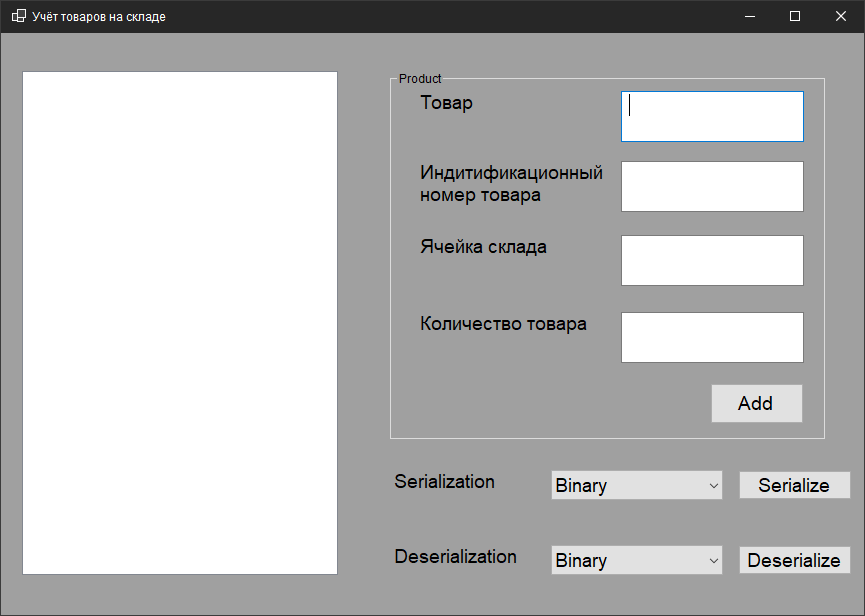 Учёт товаров на складе
Product
Товар
Индитификационный
номер товара
Ячейка склада
Количество товара
Add
Serialization
Binary
Serialize
Deserialization
Binary
Deserialize